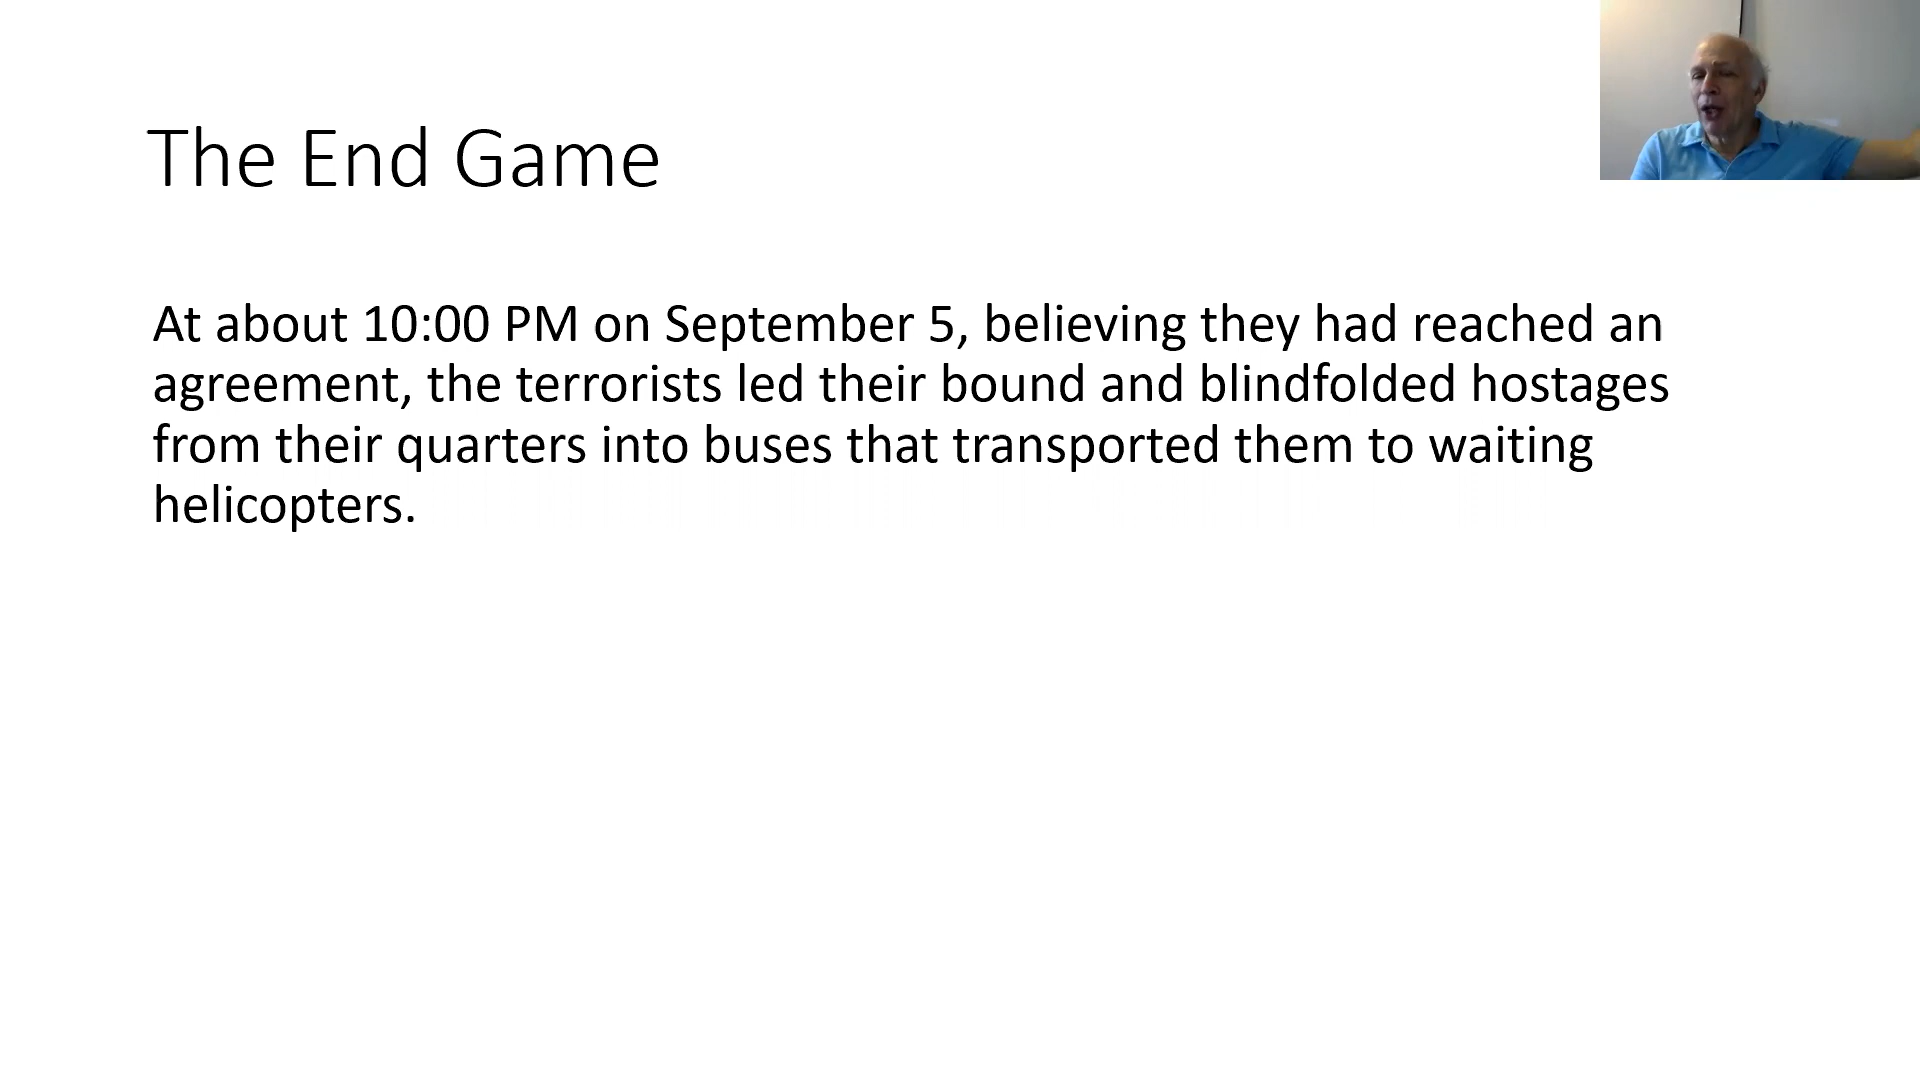 The End Game
At about 10:00 PM on September 5, believing they had reached an
agreement, the terrorists led their bound and blindfolded hostages
from their quarters into buses that transported them to waiting
helicopters.